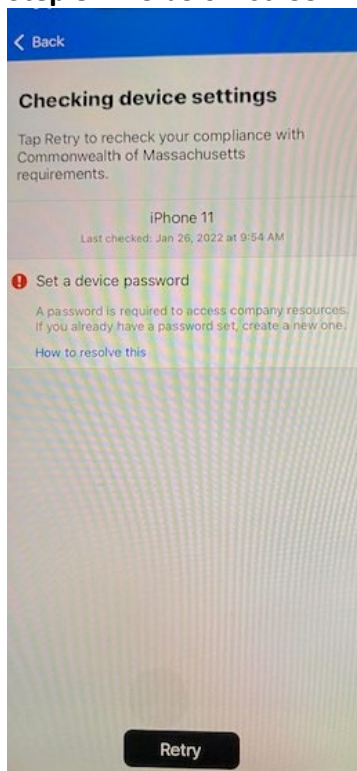 Back
Checking device settings
Tap Retry to recheck your compliance with
Commonwealth of Massachusetts
requirements.
iPhone 11
Last checked: Jan 26, 2022 at 9:54 AM
Set a device password
A password is required to access company resources.
If you already have a password set, create a new one.
How to resolve this
Retry